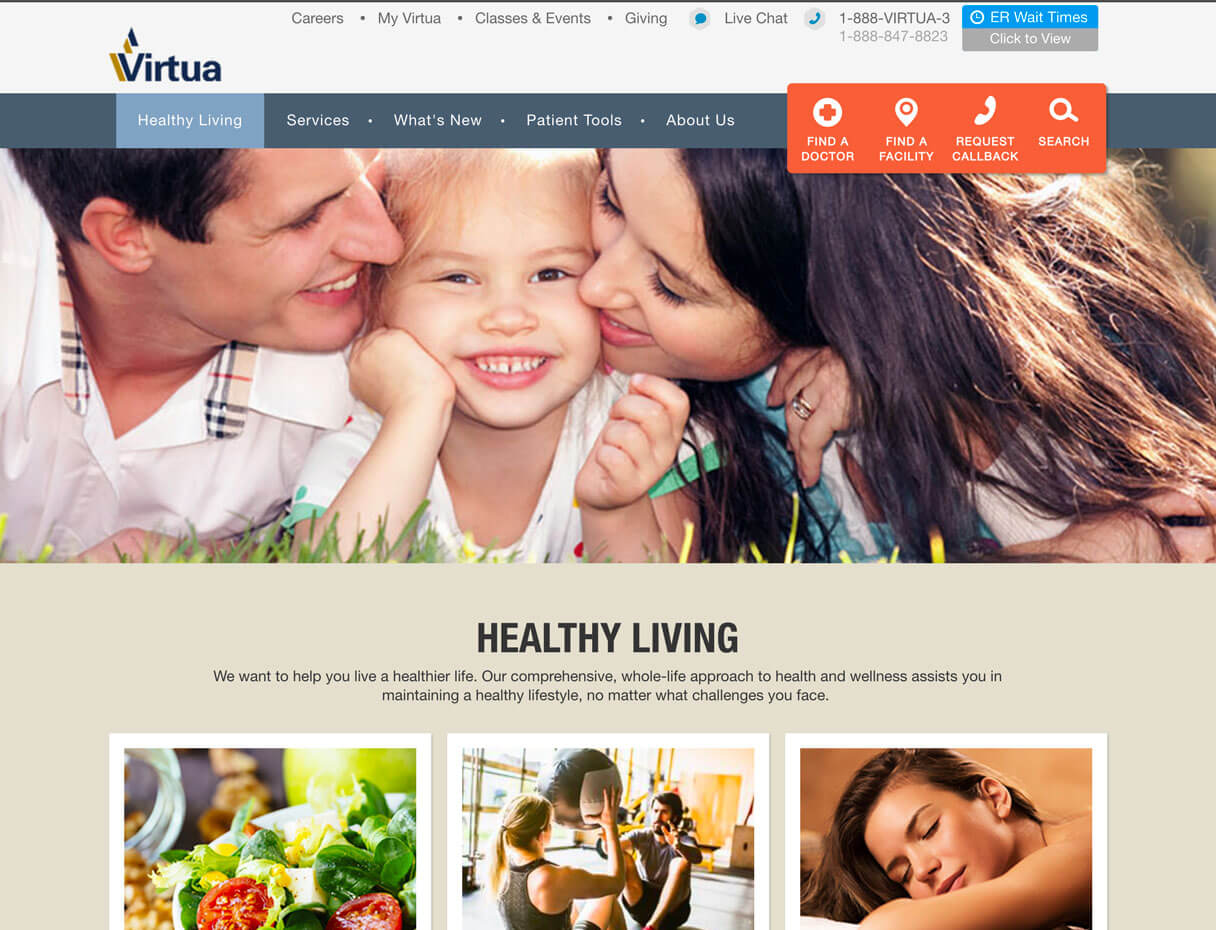 Careers • My Virtua • Classes & Events • Giving Live Chat 1-888-VIRTUA-3
1-888-847-8823
ER Wait Times
Click to View
Virtua
Healthy Living Services • What's New • Patient Tools • About Us
FIND A
DOCTOR
FIND A
FACILITY
REQUEST
CALLBACK
SEARCH
HEALTHY LIVING
We want to help you live a healthier life. Our comprehensive, whole-life approach to health and wellness assists you in
maintaining a healthy lifestyle, no matter what challenges you face.